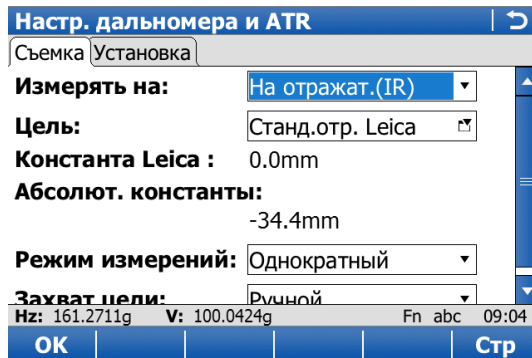 Настр. дальномера и ATR
Съемка Установка
Измерять на: На отражат.(IR)
Цель: Станд.отр. Leica
Константа Leica : 0.0mm
Абсолют. константы:
-34.4mm
Режим измерений: Однократный
Захват цели: Ручной
Hz: 161.2711g V: 100.0424g Fn abc 09:04
OK Стр